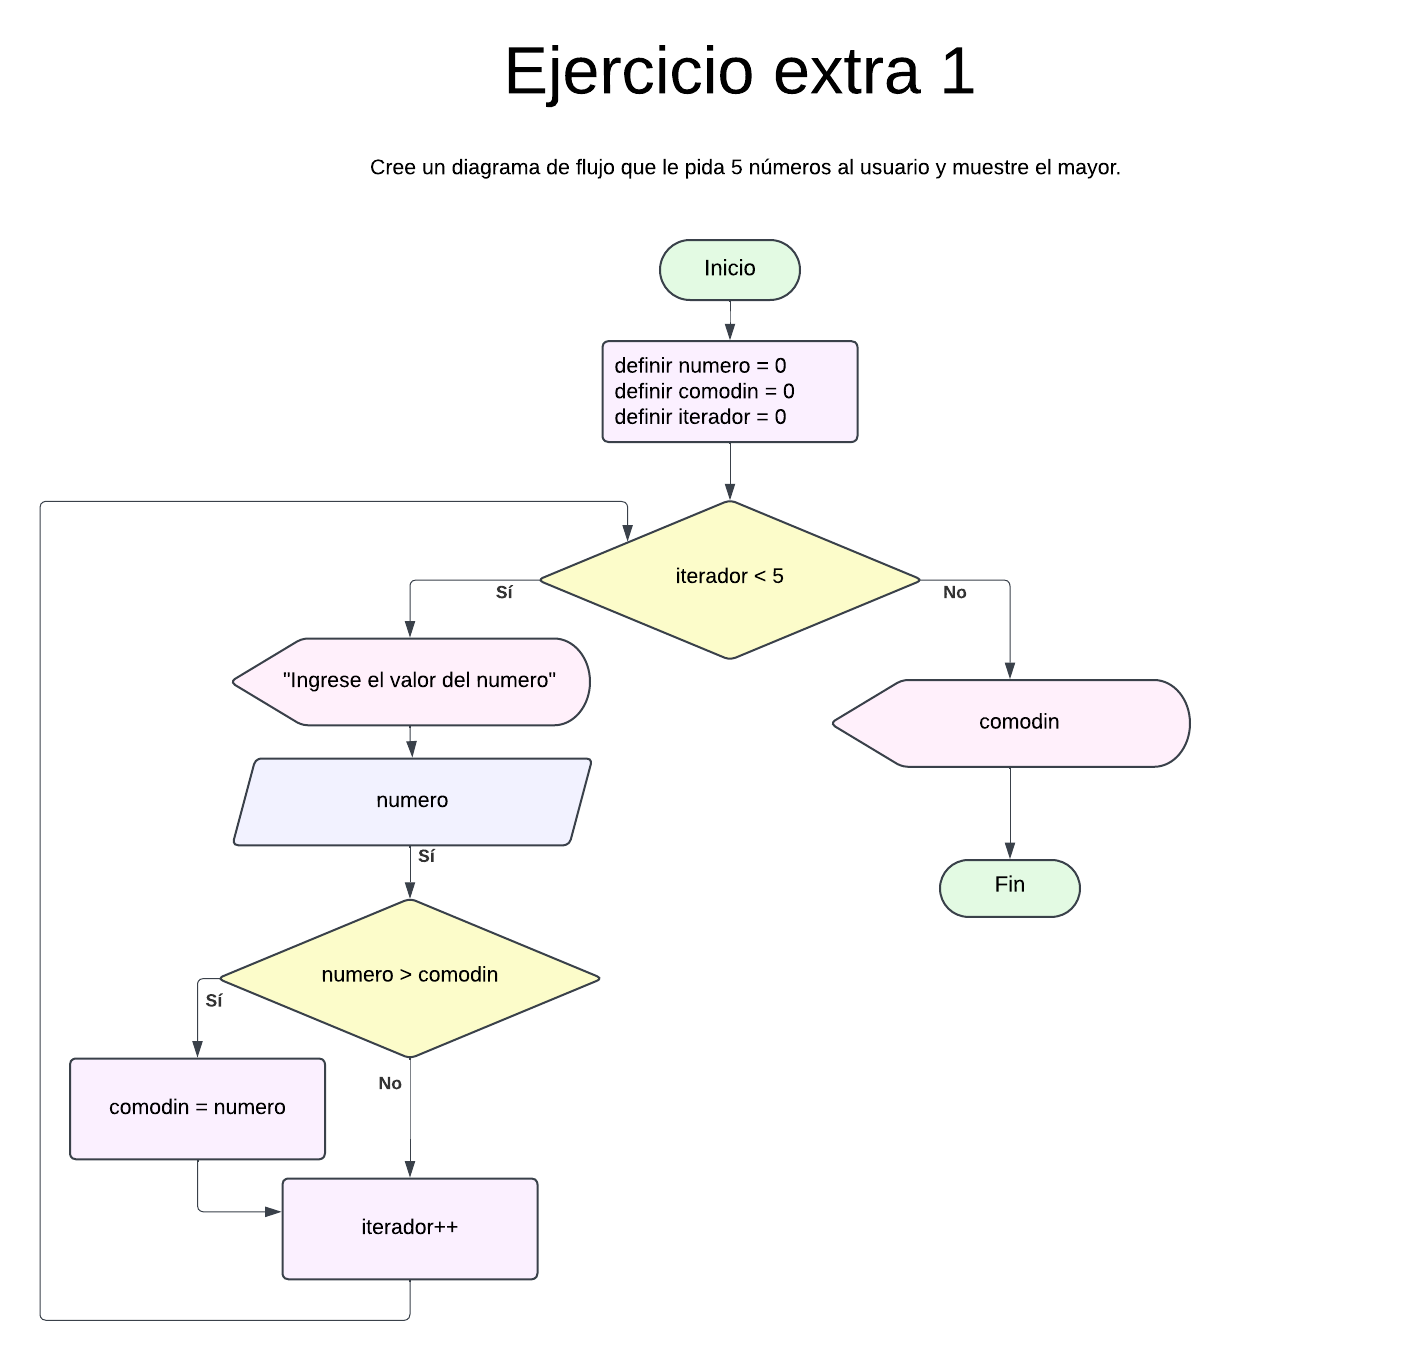 Ejercicio extra 1
Cree un diagrama de flujo que le pida 5 números al usuario y muestre el mayor.
Inicio
definir numero = 0
definir comodin = 0
definir iterador = 0
iterador < 5
Sí
No
"Ingrese el valor del numero"
comodin
numero
Sí
Fin
numero > comodin
Sí
No
comodin = numero
iterador++